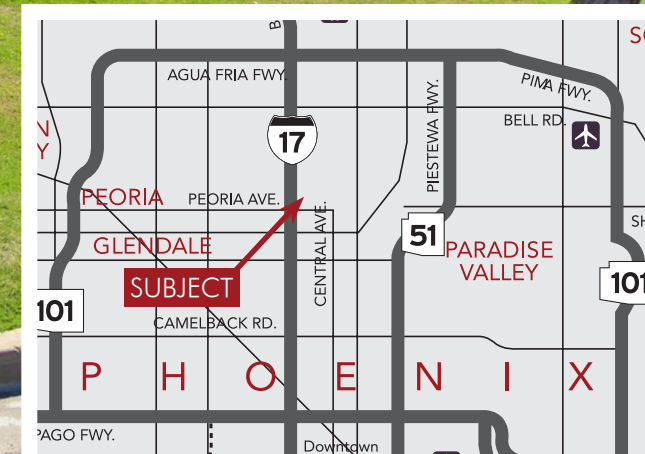 B
SC
AGUA FRIA FWY.
PIMA FWY.
17
PIESTEWA FWY.
BELL RD.
N
Y
PEORIA
PEORIA AVE.
CENTRAL AVE.
SH
51
GLENDALE
PARADISE
VALLEY
SUBJECT
101
101
CAMELBACK RD.
PHOENIX
PAGO FWY.
Downtown